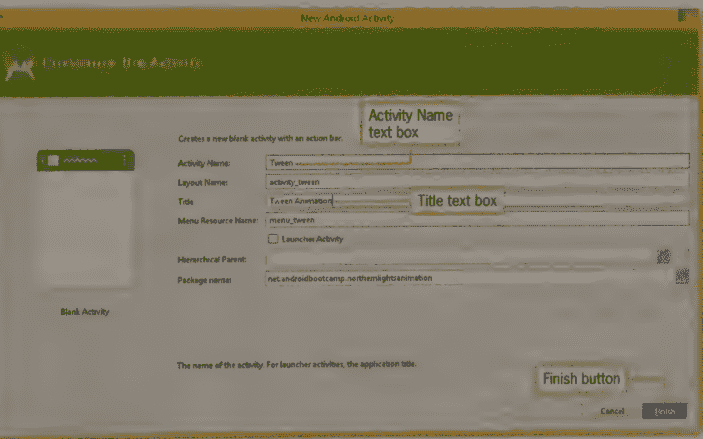 New Android Activity
Customize the Activity
Activity Name
text box
Creates a new blank activity with an action bar.
Activity Name: Tween
Layout Name: activity_tween
Title Tween Animation
Title text box
Menu Resource Name: menu_tween
Launcher Activity
Hierarchical Parent:
Package name: net.androidbootcamp.northernlightsanimation
Blank Activity
The name of the activity. For launcher activities, the application title.
Finish button
Cancel Finish